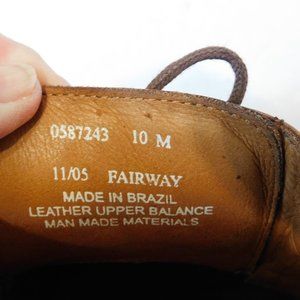 0587243 10 M
11/05 FAIRWAY
MADE IN BRAZIL
LEATHER UPPER BALANCE
MAN MADE MATERIALS